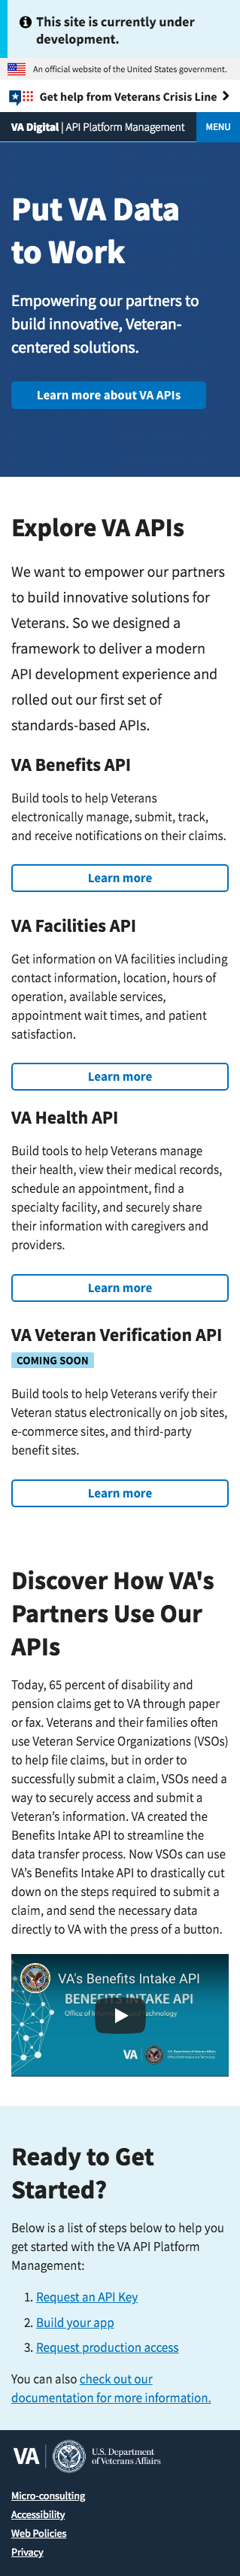 This site is currently under
development.
An official website of the United States government.
Get help from Veterans Crisis Line
VA Digital | API Platform Management
MENU
Put VA Data
to Work
Empowering our partners to
build innovative, Veteran-
centered solutions.
Learn more about VA APIs
Explore VA APIs
We want to empower our partners
to build innovative solutions for
Veterans. So we designed a
framework to deliver a modern
API development experience and
rolled out our first set of
standards-based APIs.
VA Benefits API
Build tools to help Veterans
electronically manage, submit, track,
and receive notifications on their claims.
Learn more
VA Facilities API
Get information on VA facilities including
contact information, location, hours of
operation, available services,
appointment wait times, and patient
satisfaction.
Learn more
VA Health API
Build tools to help Veterans manage
their health, view their medical records,
schedule an appointment, find a
specialty facility, and securely share
their information with caregivers and
providers.
Learn more
VA Veteran Verification API
COMING SOON
Build tools to help Veterans verify their
Veteran status electronically on job sites,
e-commerce sites, and third-party
benefit sites.
Learn more
Discover How VA's
Partners Use Our
APIs
Today, 65 percent of disability and
pension claims get to VA through paper
or fax. Veterans and their families often
use Veteran Service Organizations (VSOs)
to help file claims, but in order to
successfully submit a claim, VSOs need a
way to securely access and submit a
Veteran's information. VA created the
Benefits Intake API to streamline the
data transfer process. Now VSOs can use
VA's Benefits Intake API to drastically cut
down on the steps required to submit a
claim, and send the necessary data
directly to VA with the press of a button.
VA's Benefits Intake API
BENEFITS INTAKE API
Office of Information and Technology
VA
Ready to Get
Started?
Below is a list of steps below to help you
get started with the VA API Platform
Management:
1. Request an API Key
2. Build your app
3. Request production access
You can also check out our
documentation for more information.
VA
U.S. Department
of Veterans Affairs
Micro-consulting
Accessibility
Web Policies
Privacy